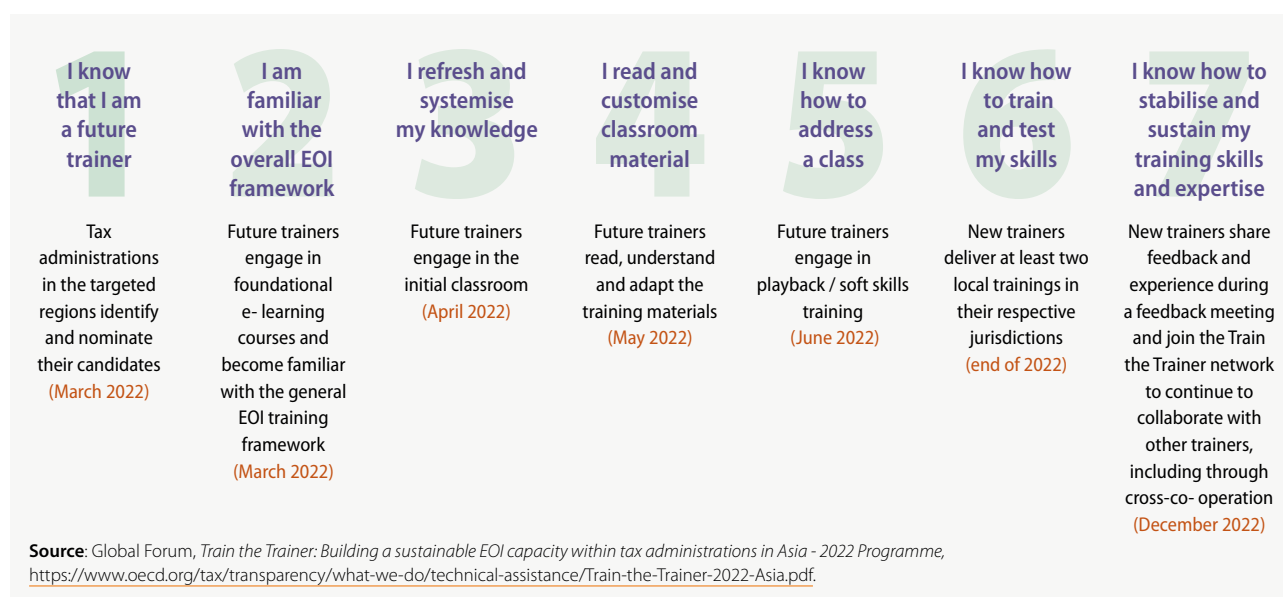 1
I know
that I am
a future
trainer
Tax
administrations
in the targeted
regions identify
and nominate
their candidates
(March 2022)
2
I am
familiar
with the
overall EOI
framework
Future trainers
engage in
foundational
e- learning
courses and
become familiar
with the general
EOI training
framework
(March 2022)
3
I refresh and
systemise
my knowledge
Future trainers
engage in the
initial classroom
(April 2022)
4
I read and
customise
classroom
material
Future trainers
read, understand
and adapt the
training materials
(May 2022)
5
I know
how to
address
a class
Future trainers
engage in
playback / soft skills
training
(June 2022)
6
I know how
to train
and test
my skills
New trainers
deliver at least two
local trainings in
their respective
jurisdictions
(end of 2022)
7
I know how to
stabilise and
sustain my
training skills
and expertise
New trainers share
feedback and
experience during
a feedback meeting
and join the Train
the Trainer network
to continue to
collaborate with
other trainers,
including through
cross-co- operation
(December 2022)
Source: Global Forum, Train the Trainer: Building a sustainable EOI capacity within tax administrations in Asia - 2022 Programme,
https://www.oecd.org/tax/transparency/what-we-do/technical-assistance/Train-the-Trainer-2022-Asia.pdf.